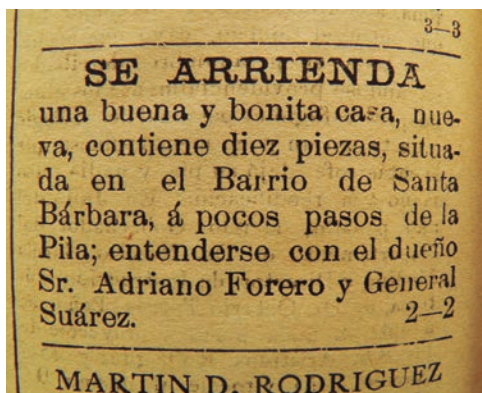 3—3
SE ARRIENDA
una buena y bonita casa, nue-
va, contiene diez piezas, situa-
da en el Barrio de Santa
Bárbara, á pocos pasos de la
Pila; entenderse con el dueño
Sr. Adriano Forero y General
Suárez. 2—2
MARTIN D. RODRIGUEZ